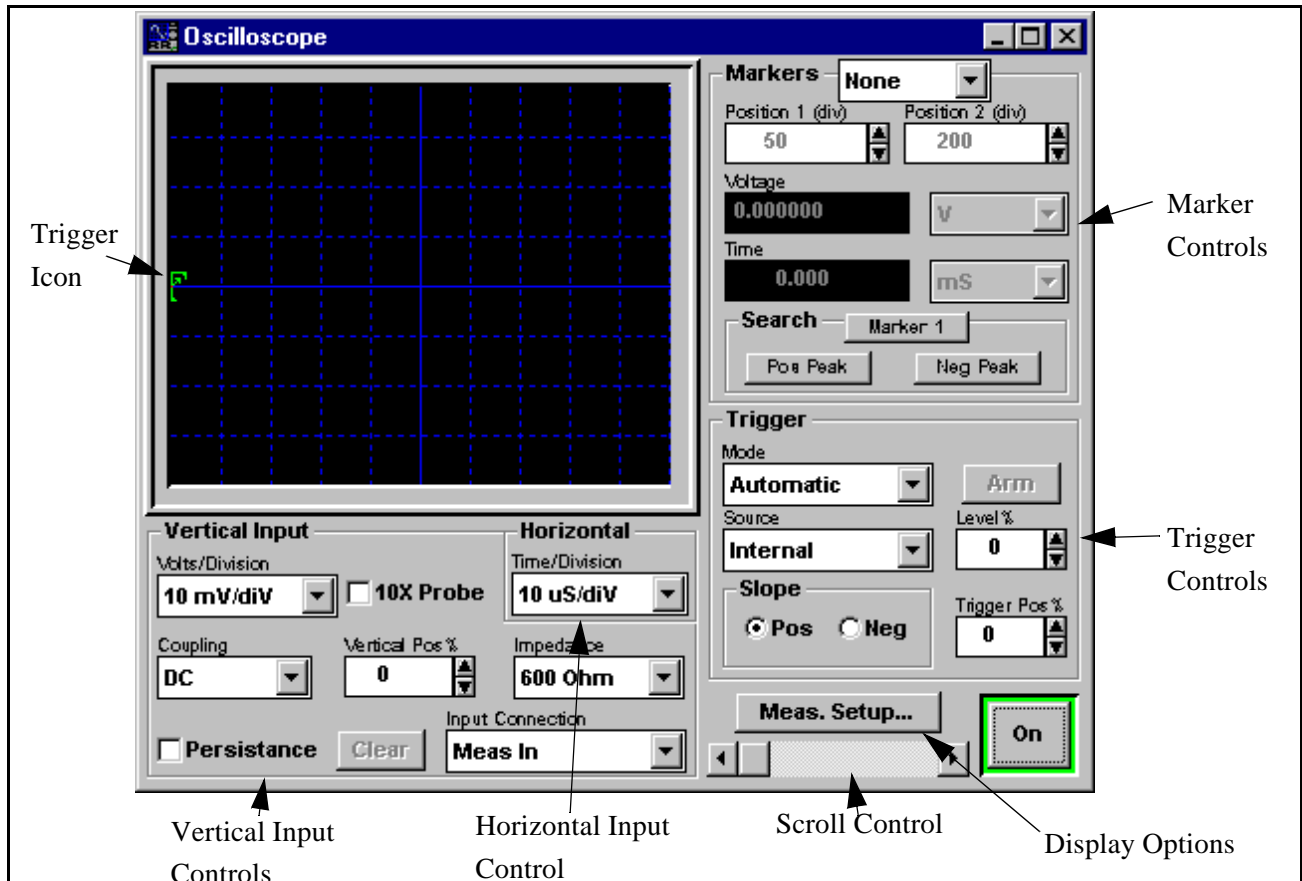 Oscilloscope
Markers
None
Position 1 (div)
Position 2 (div)
50
200
Voltage
0.000000
V
Time
0.000
mS
Search
Marker 1
Pos Peak
Neg Peak
Marker
Controls
Trigger
Icon
Trigger
Mode
Automatic
Arm
Source
Level %
Internal
0
Slope
Pos
Neg
Trigger Pos %
0
Trigger
Controls
Vertical Input
Horizontal
Volts/Division
Time/Division
10 mV/diV
10X Probe
10 uS/diV
Coupling
Vertical Pos %
Impedance
DC
0
600 Ohm
Input Connection
Persistance
Clear
Meas In
Meas. Setup...
On
Vertical Input
Controls
Horizontal Input
Control
Scroll Control
Display Options